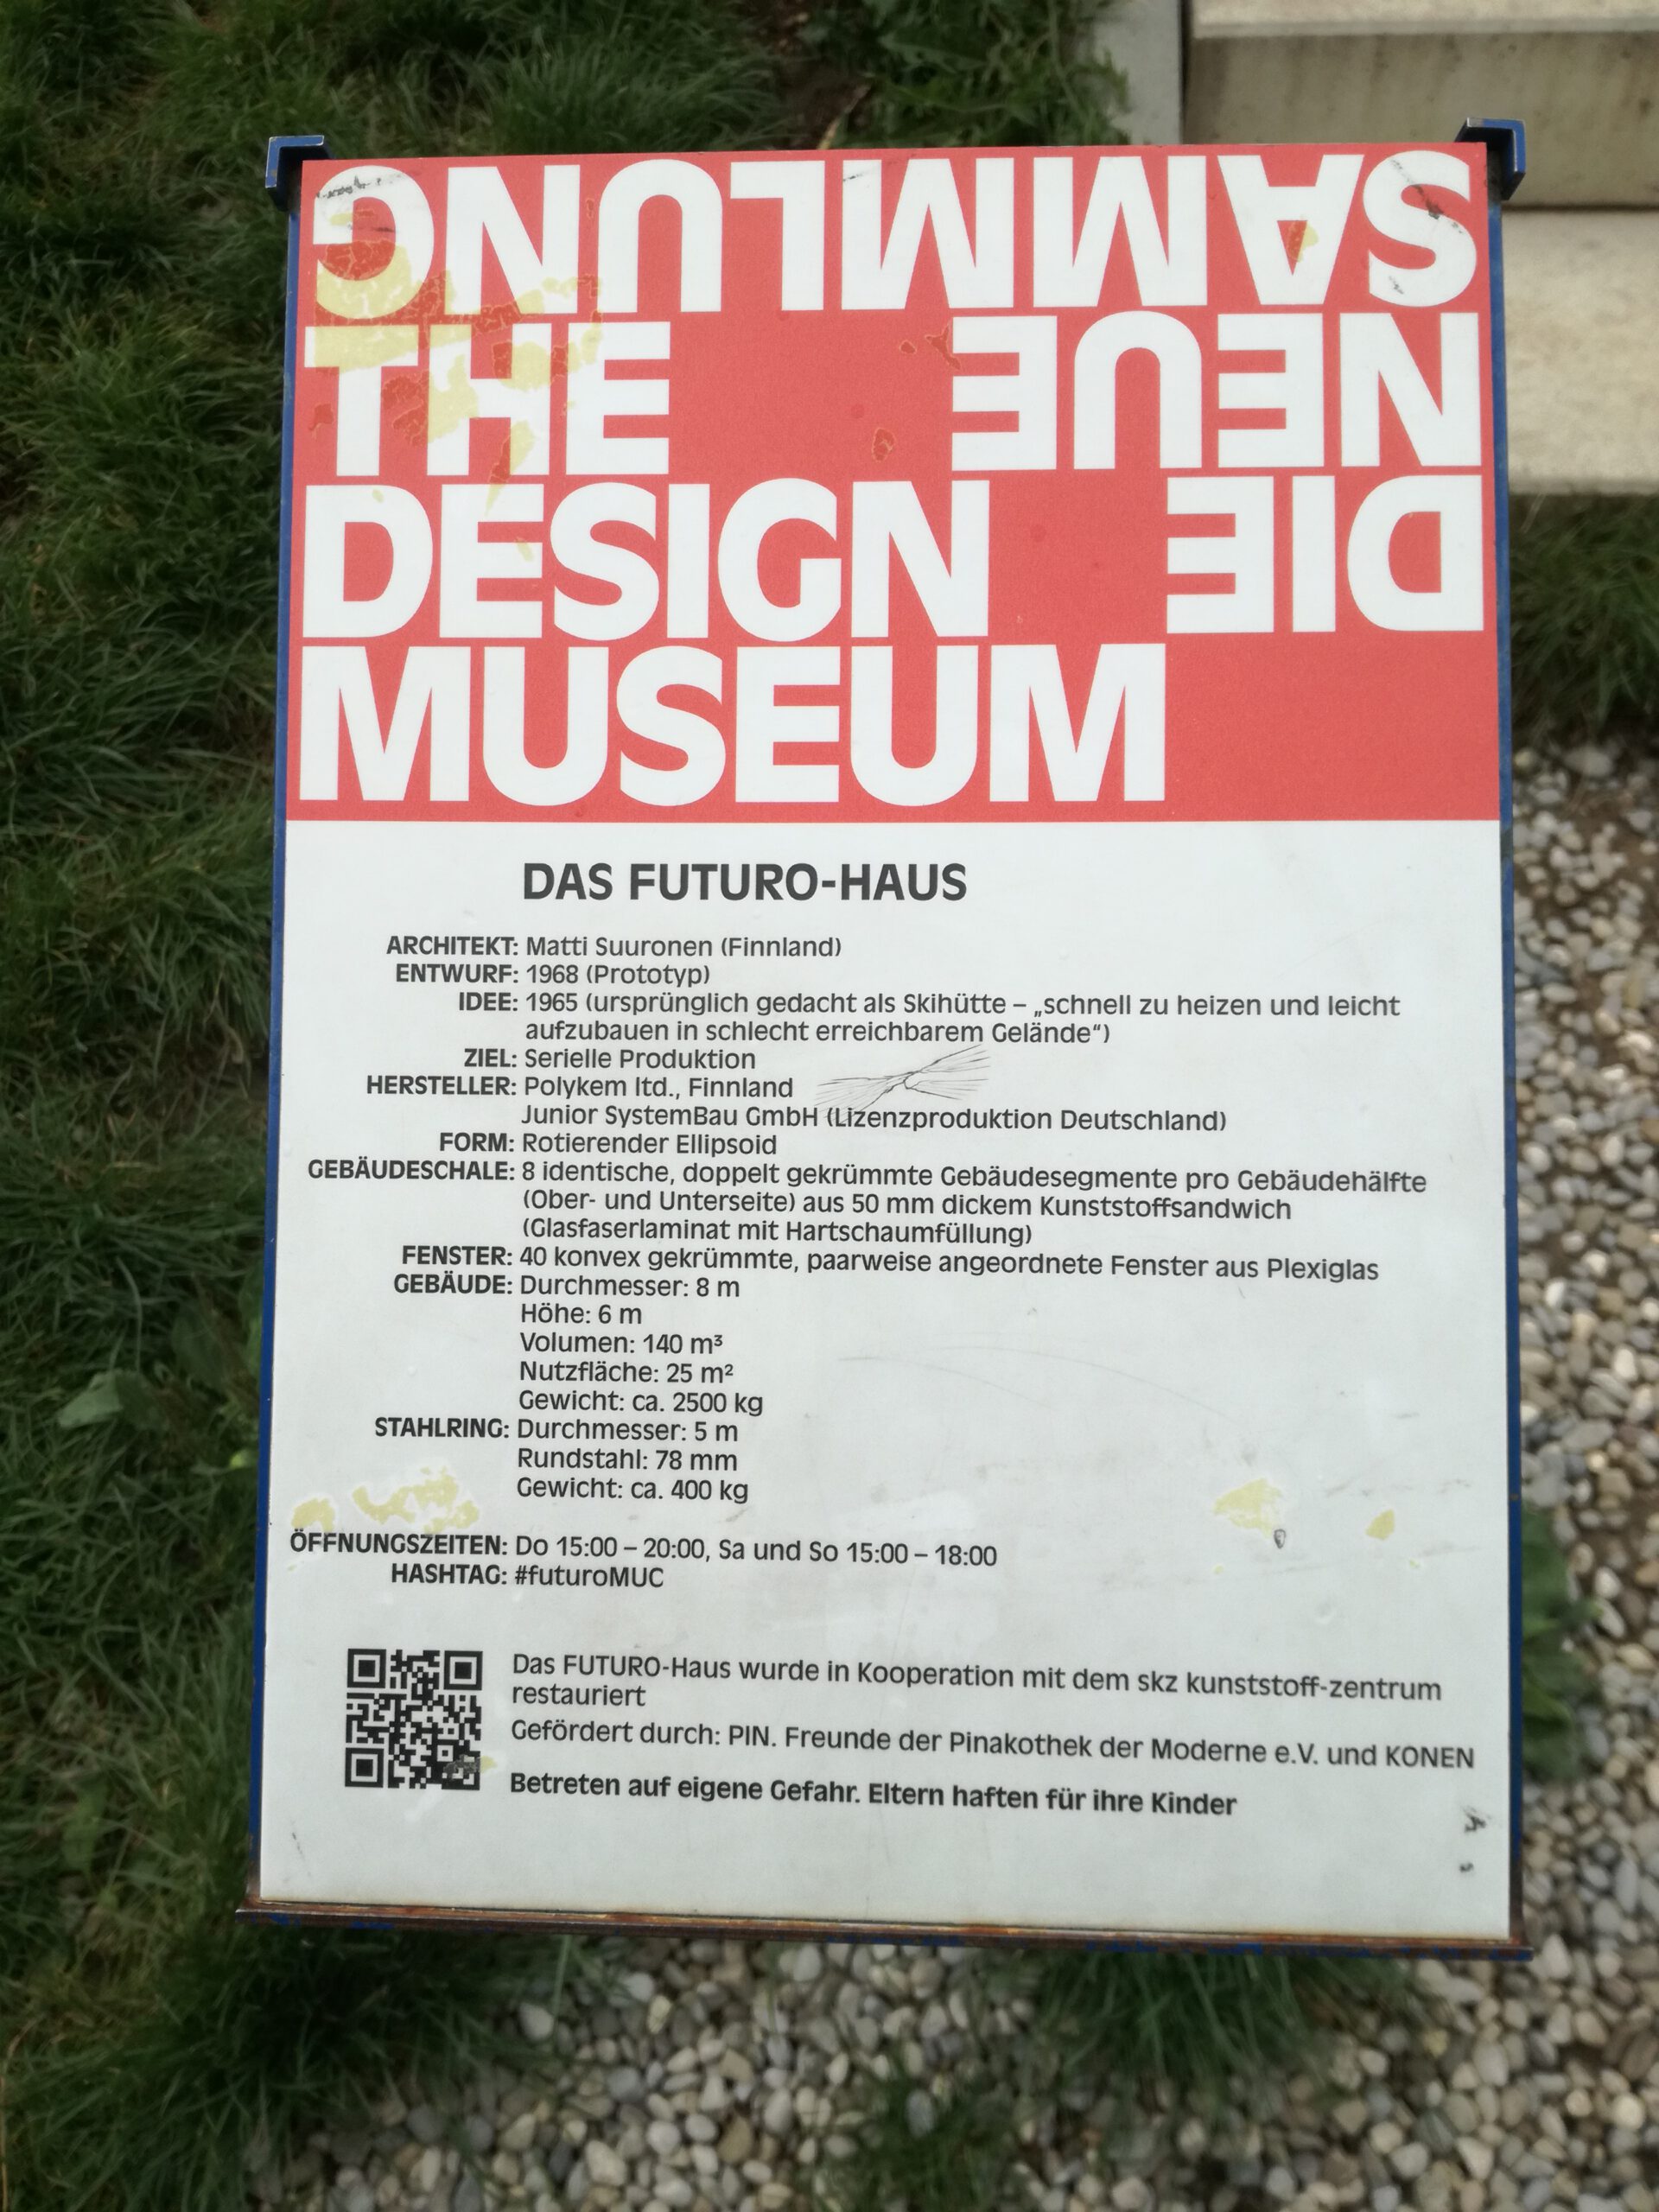 DIE
NEUE
SAMMLUNG
THE
DESIGN
MUSEUM
DAS FUTURO-HAUS
ARCHITEKT: Matti Suuronen (Finnland)
ENTWURF: 1968 (Prototyp)
IDEE: 1965 (ursprünglich gedacht als Skihütte – „schnell zu heizen und leicht
aufzubauen in schlecht erreichbarem Gelände“)
ZIEL: Serielle Produktion
HERSTELLER: Polykem ltd., Finnland
Junior SystemBau GmbH (Lizenzproduktion Deutschland)
FORM: Rotierender Ellipsoid
GEBÄUDESCHALE: 8 identische, doppelt gekrümmte Gebäudesegmente pro Gebäudehälfte
(Ober- und Unterseite) aus 50 mm dickem Kunststoffsandwich
(Glasfaserlaminat mit Hartschaumfüllung)
FENSTER: 40 konvex gekrümmte, paarweise angeordnete Fenster aus Plexiglas
GEBÄUDE: Durchmesser: 8 m
Höhe: 6 m
Volumen: 140 m³
Nutzfläche: 25 m²
Gewicht: ca. 2500 kg
STAHLRING: Durchmesser: 5 m
Rundstahl: 78 mm
Gewicht: ca. 400 kg
ÖFFNUNGSZEITEN: Do 15:00 – 20:00, Sa und So 15:00 – 18:00
HASHTAG: #futuroMUC
Das FUTURO-Haus wurde in Kooperation mit dem skz kunststoff-zentrum
restauriert
Gefördert durch: PIN. Freunde der Pinakothek der Moderne e.V. und KONEN
Betreten auf eigene Gefahr. Eltern haften für ihre Kinder